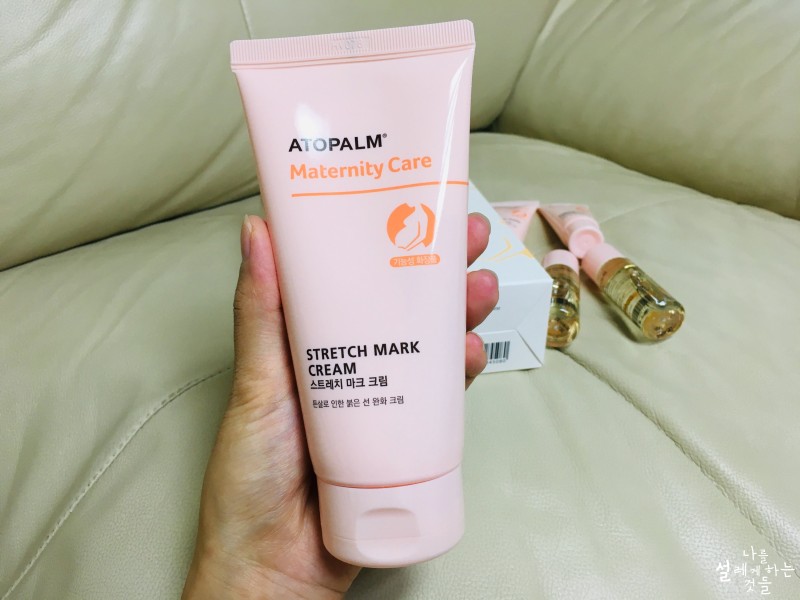 ATOPALM®
Maternity Care
기능성 화장품
STRETCH MARK
CREAM
스트레치 마크 크림
튼살로 인한 붉은 선 완화 크림
나를
설레게하는
것들